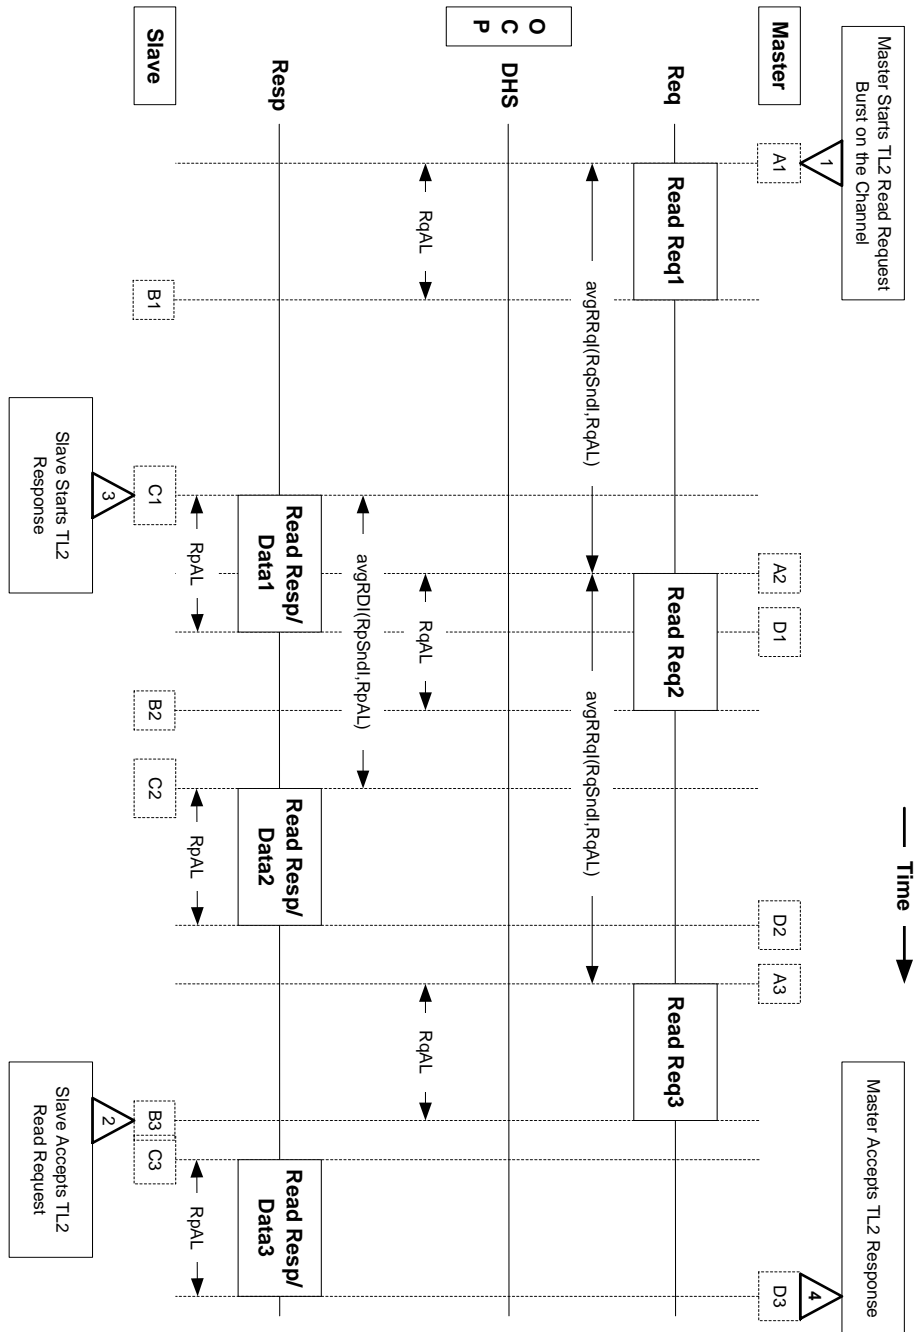 Time
Master Starts TL2 Read Request
Burst on the Channel
Master Accepts TL2 Response
1
4
Master
A1
A2
D1
D2
A3
D3
Req
Read Req1
Read Req2
Read Req3
avgRRqI(RqSndI,RqAL)
avgRRqI(RqSndI,RqAL)
O
C
P
DHS
RqAL
RqAL
RqAL
avgRDI(RpSndI,RpAL)
Resp
Read Resp/
Data1
Read Resp/
Data2
Read Resp/
Data3
RpAL
RpAL
RpAL
Slave
B1
C1
B2
C2
B3
C3
3
2
Slave Starts TL2
Response
Slave Accepts TL2
Read Request